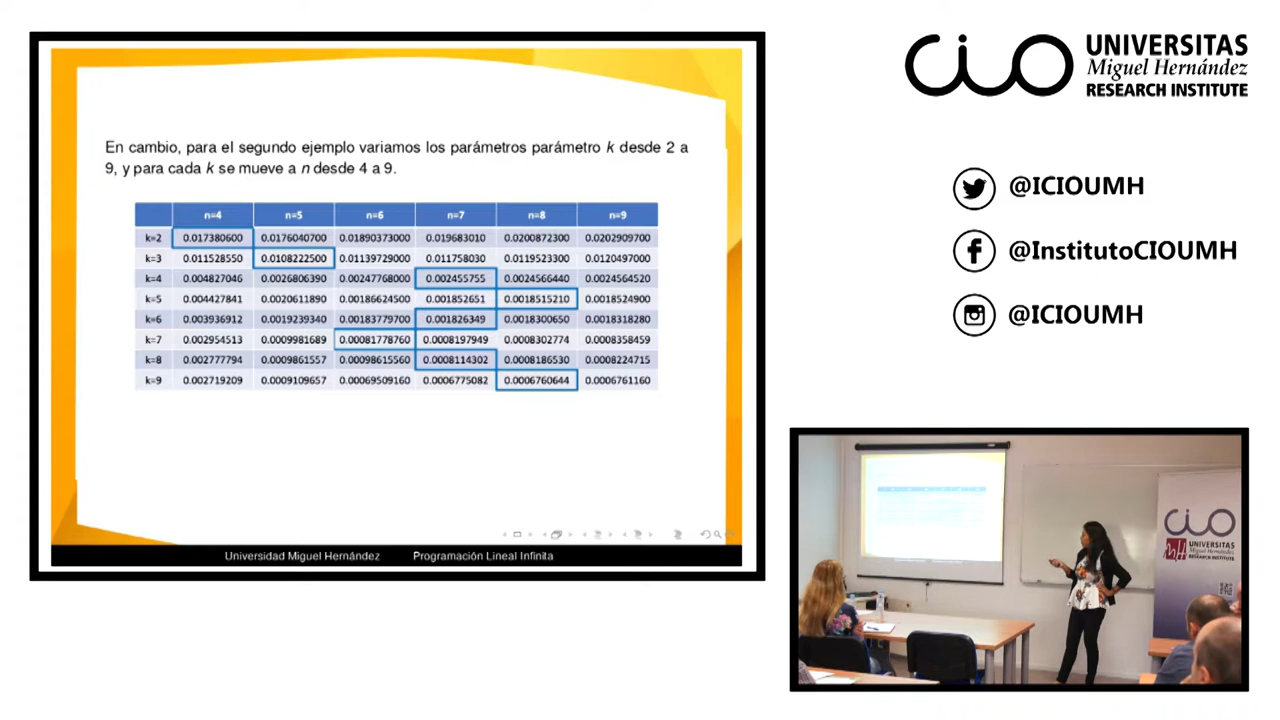 En cambio, para el segundo ejemplo variamos los parámetros parámetro k desde 2 a
9, y para cada k se mueve a n desde 4 a 9.
n=4 n=5 n=6 n=7 n=8 n=9
k=2 0.017380600 0.0176040700 0.01890373000 0.019683010 0.0200872300 0.0202909700
k=3 0.011528550 0.0108222500 0.01139729000 0.011758030 0.0119523300 0.0120497000
k=4 0.004827046 0.0026806390 0.00247768000 0.002455755 0.0024566440 0.0024564520
k=5 0.004427841 0.0020611890 0.00186624500 0.001852651 0.0018515210 0.0018524900
k=6 0.003936912 0.0019239340 0.00183779700 0.001826349 0.0018300650 0.0018318280
k=7 0.002954513 0.0009981689 0.00081778760 0.0008197949 0.0008302774 0.0008358459
k=8 0.002777794 0.0009861557 0.00098615560 0.0008114302 0.0008186530 0.0008224715
k=9 0.002719209 0.0009109657 0.00069509160 0.0006775082 0.0006760644 0.0006761160
Universidad Miguel Hernández Programación Lineal Infinita
CIO
UNIVERSITAS
Miguel Hernández
RESEARCH INSTITUTE
@ICIOUMH
@InstitutoCIOUMH
@ICIOUMH
CIO
UNIVERSITAS
Miguel Hernández
RESEARCH INSTITUTE